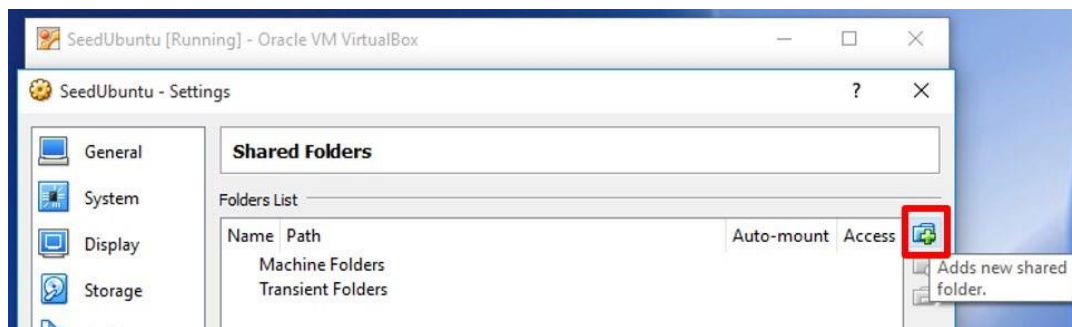 SeedUbuntu [Running] - Oracle VM VirtualBox
SeedUbuntu - Settings
?
General
Shared Folders
System
Folders List
Name Path Auto-mount Access
Display
Machine Folders
Adds new shared
folder.
Transient Folders
Storage